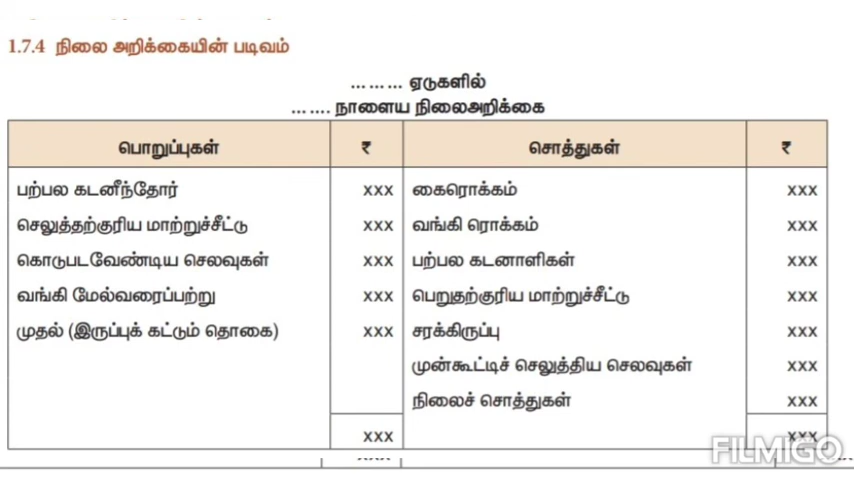 1.7.4 நிலை அறிக்கையின் படிவம்
... ... ... ஏடுகளில்
... .... நாளைய நிலைஅறிக்கை
பொறுப்புகள் ₹ சொத்துகள் ₹
பற்பல கடனீந்தோர் xxx கைரொக்கம் xxx
செலுத்தற்குரிய மாற்றுச்சீட்டு xxx வங்கி ரொக்கம் xxx
கொடுபடவேண்டிய செலவுகள் xxx பற்பல கடனாளிகள் xxx
வங்கி மேல்வரைப்பற்று xxx பெறுதற்குரிய மாற்றுச்சீட்டு xxx
முதல் (இருப்புக் கட்டும் தொகை) xxx சரக்கிருப்பு xxx
முன்கூட்டிச் செலுத்திய செலவுகள் xxx
நிலைச் சொத்துகள் xxx
xxx xxx
FILMIGO